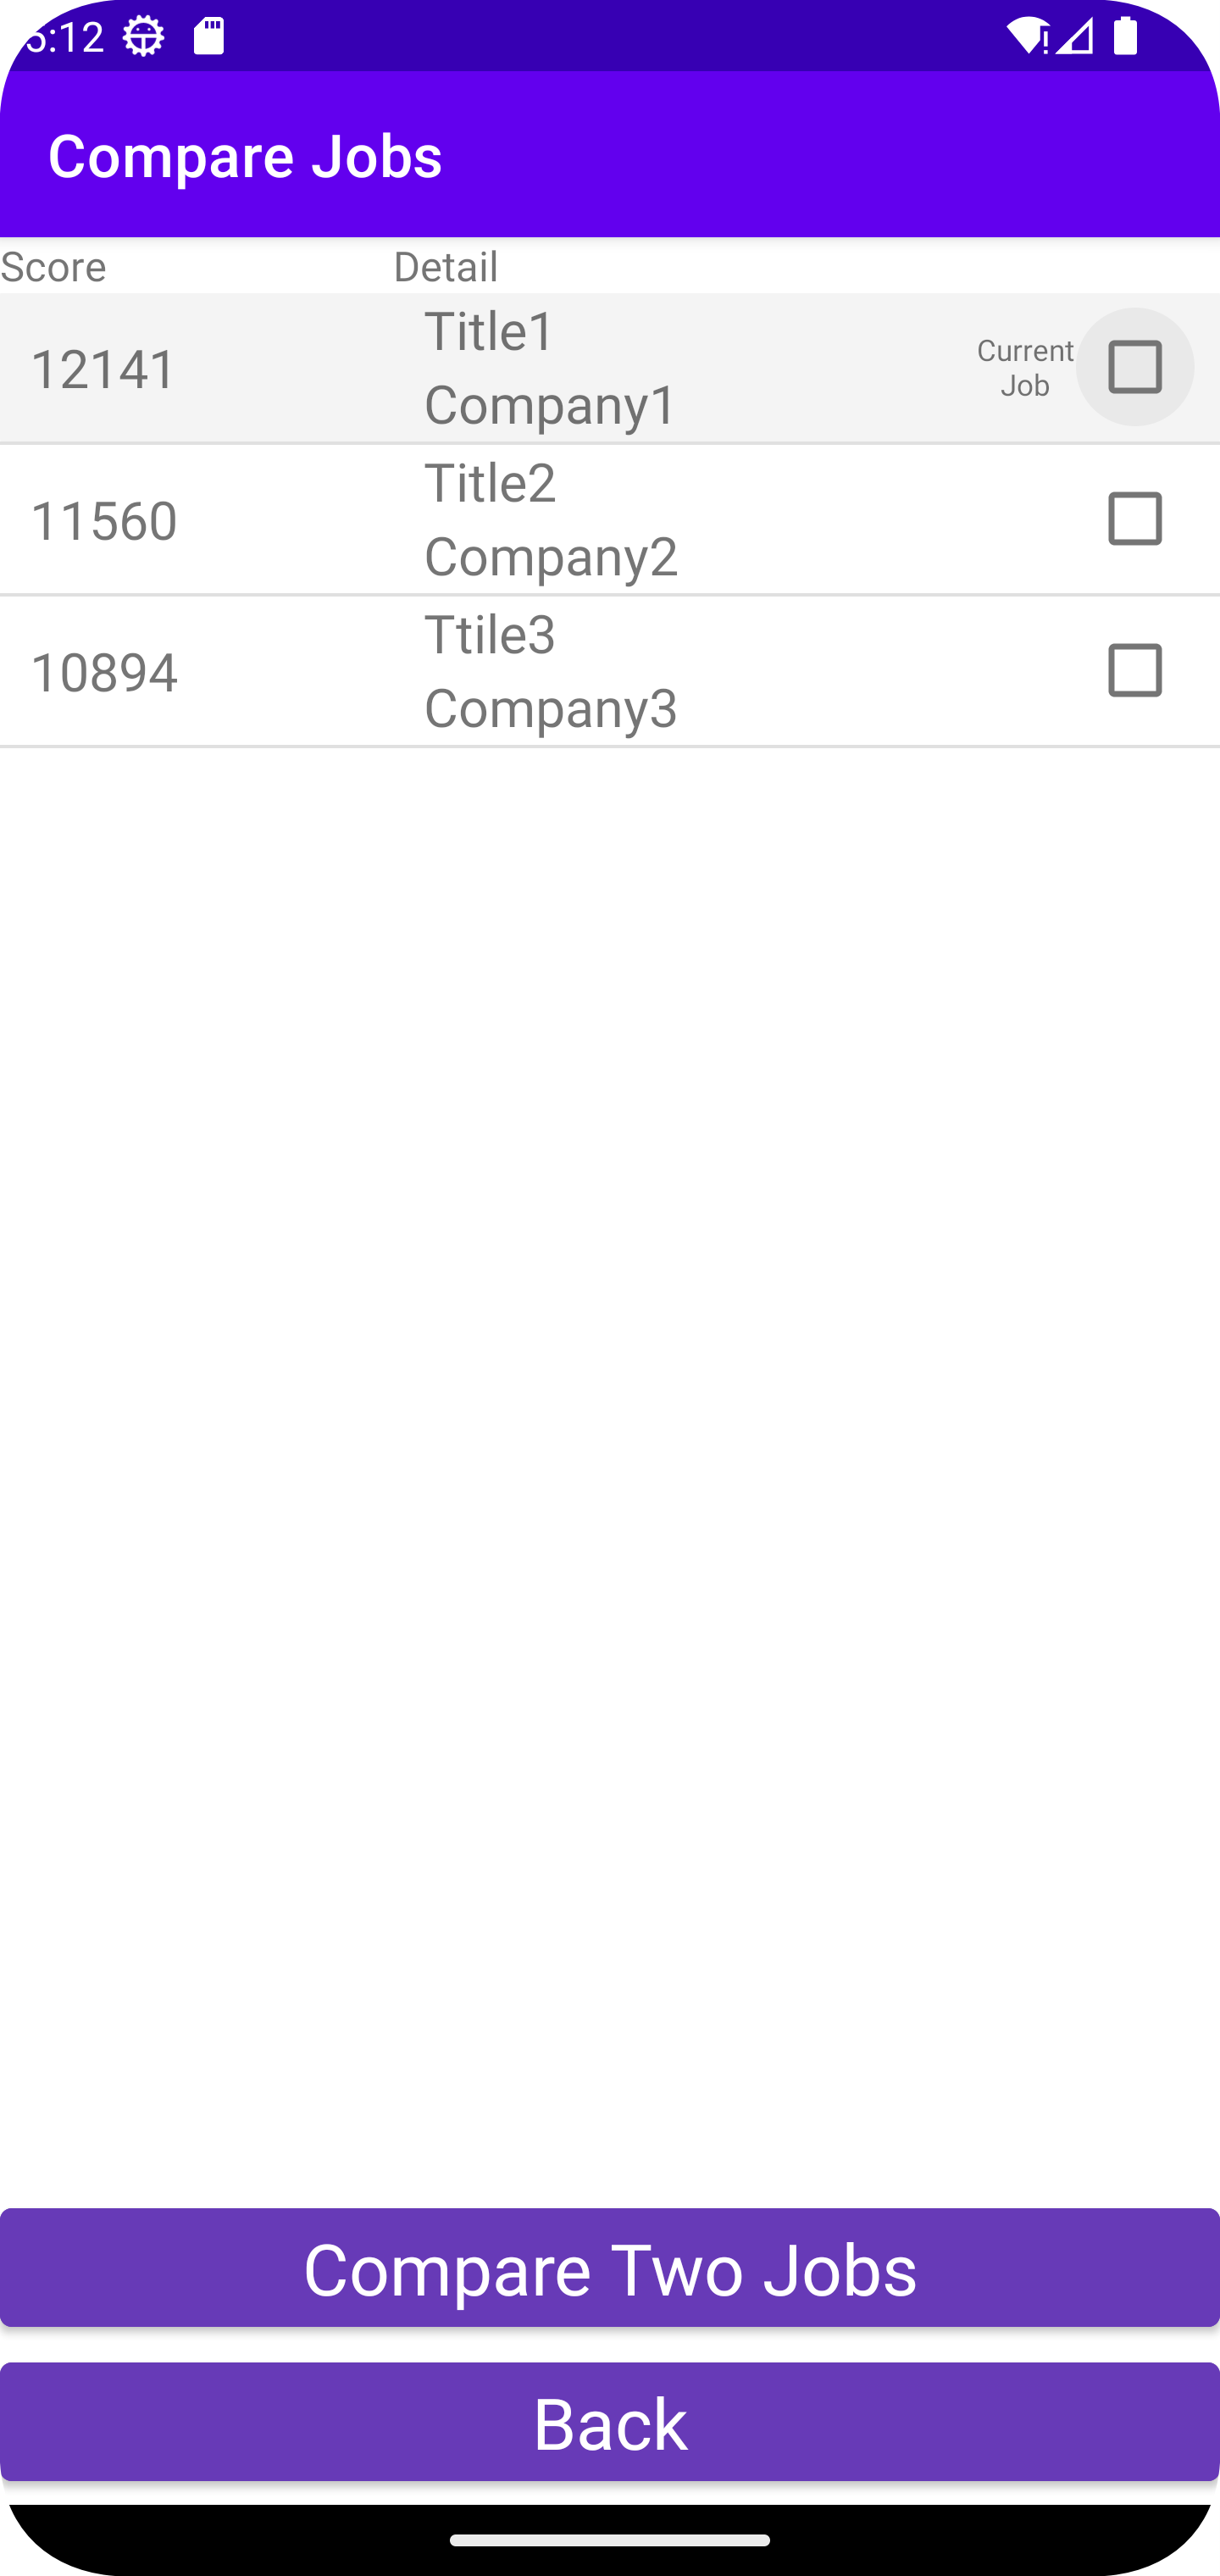 5:12
Compare Jobs
Score Detail
12141
Title1
Company1
Current
Job
11560
Title2
Company2
10894
Ttile3
Company3
Compare Two Jobs
Back